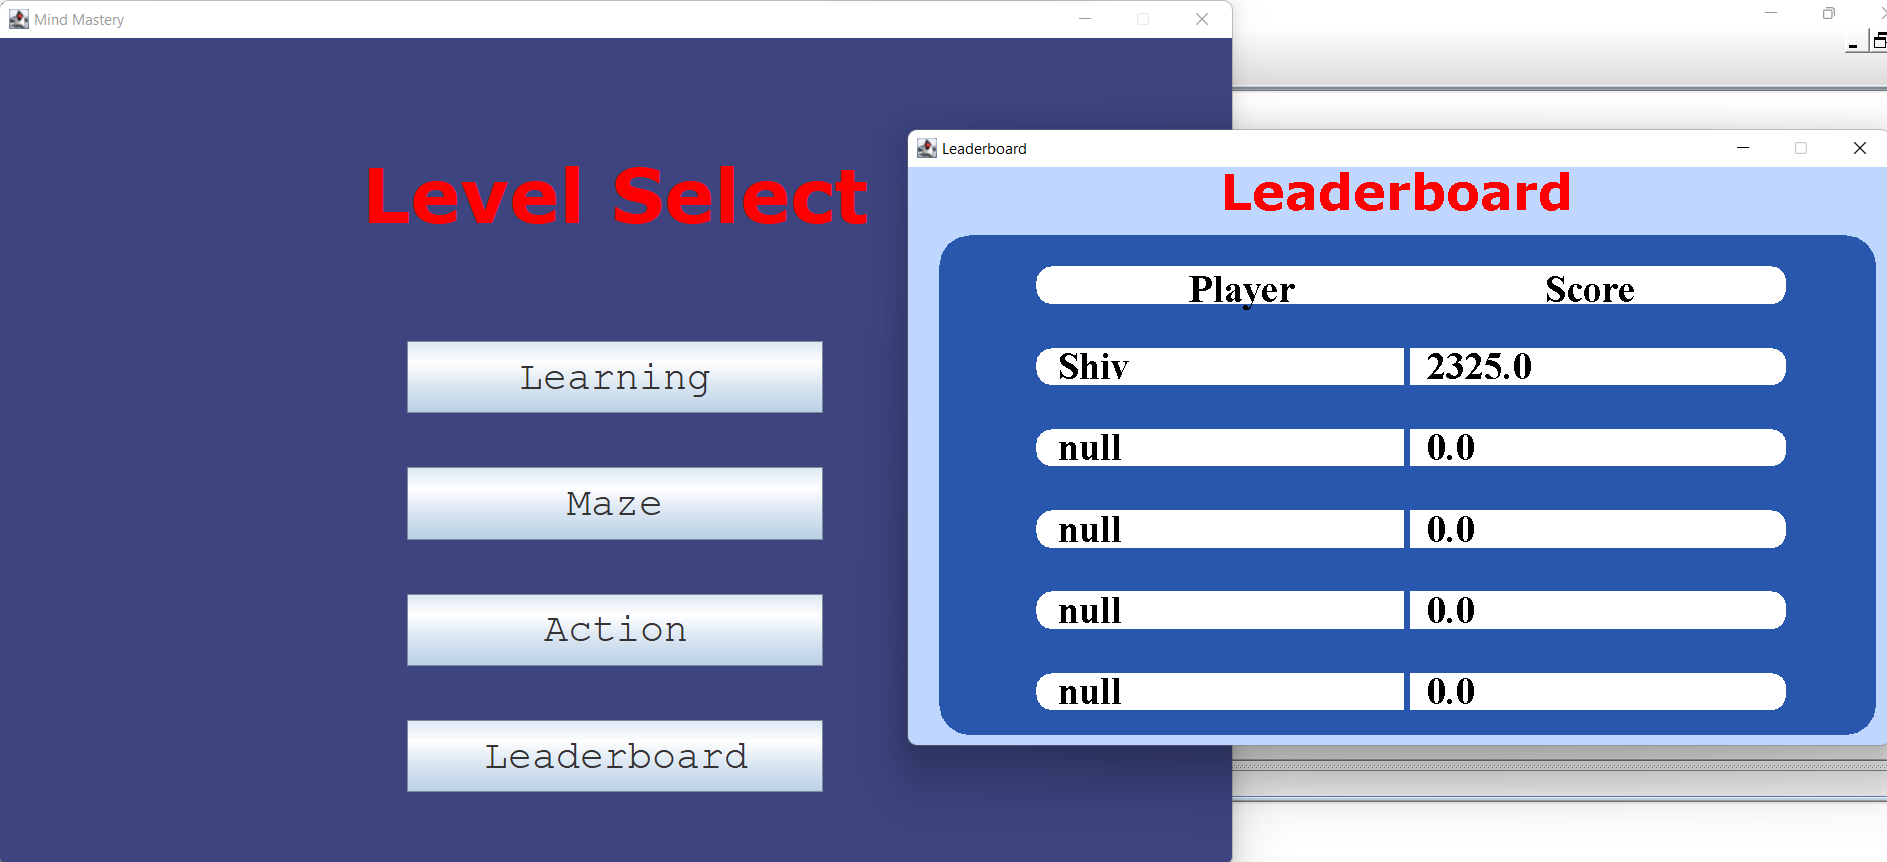 Mind Mastery
Level Select
Learning
Maze
Action
Leaderboard
Leaderboard
Leaderboard
Player Score
Shiv 2325.0
null 0.0
null 0.0
null 0.0
null 0.0